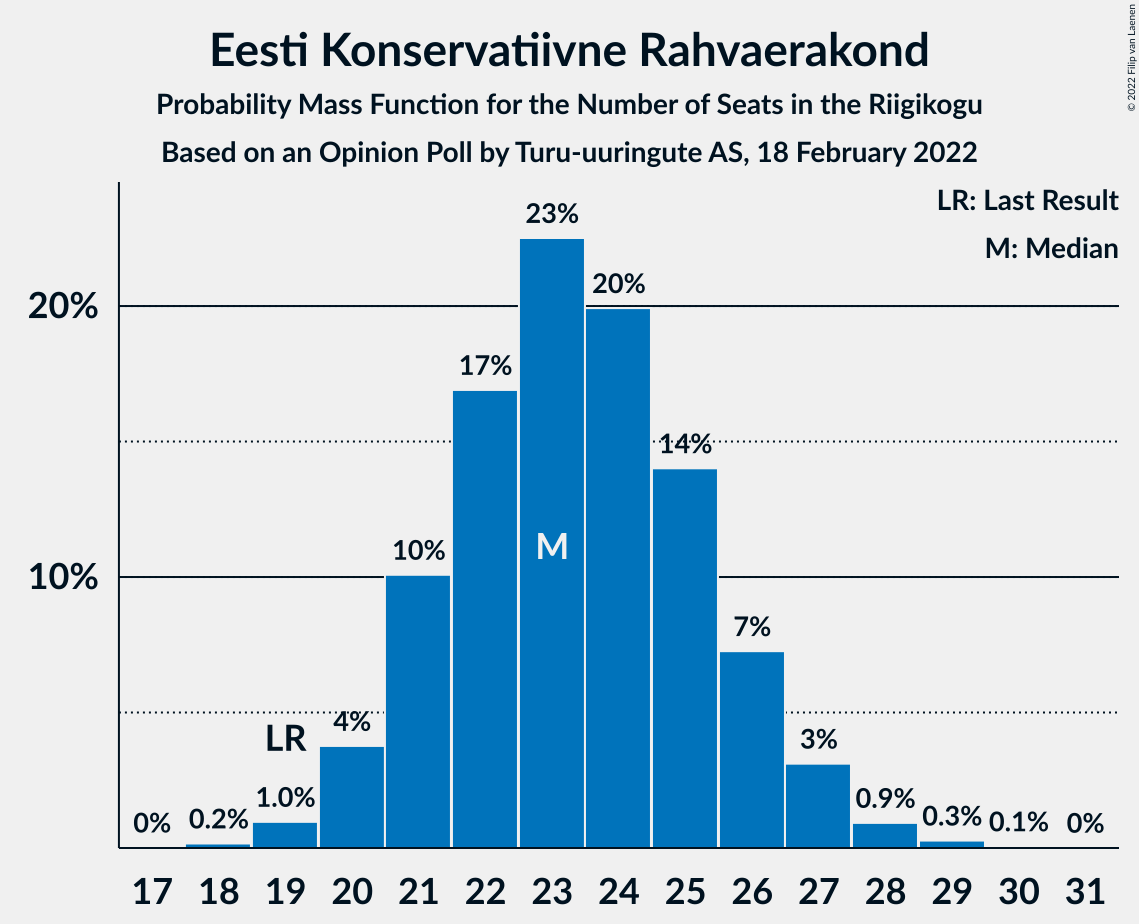 Eesti Konservatiivne Rahvaerakond
Probability Mass Function for the Number of Seats in the Riigikogu
Based on an Opinion Poll by Turu-uuringute AS, 18 February 2022
© 2022 Filip van Laenen
LR: Last Result
M: Median
23%
20%
20%
17%
14%
M
10%
10%
7%
4%
LR
3%
1.0%
0.9%
0% 0.2% 0.3% 0.1% 0%
17 18 19 20 21 22 23 24 25 26 27 28 29 30 31